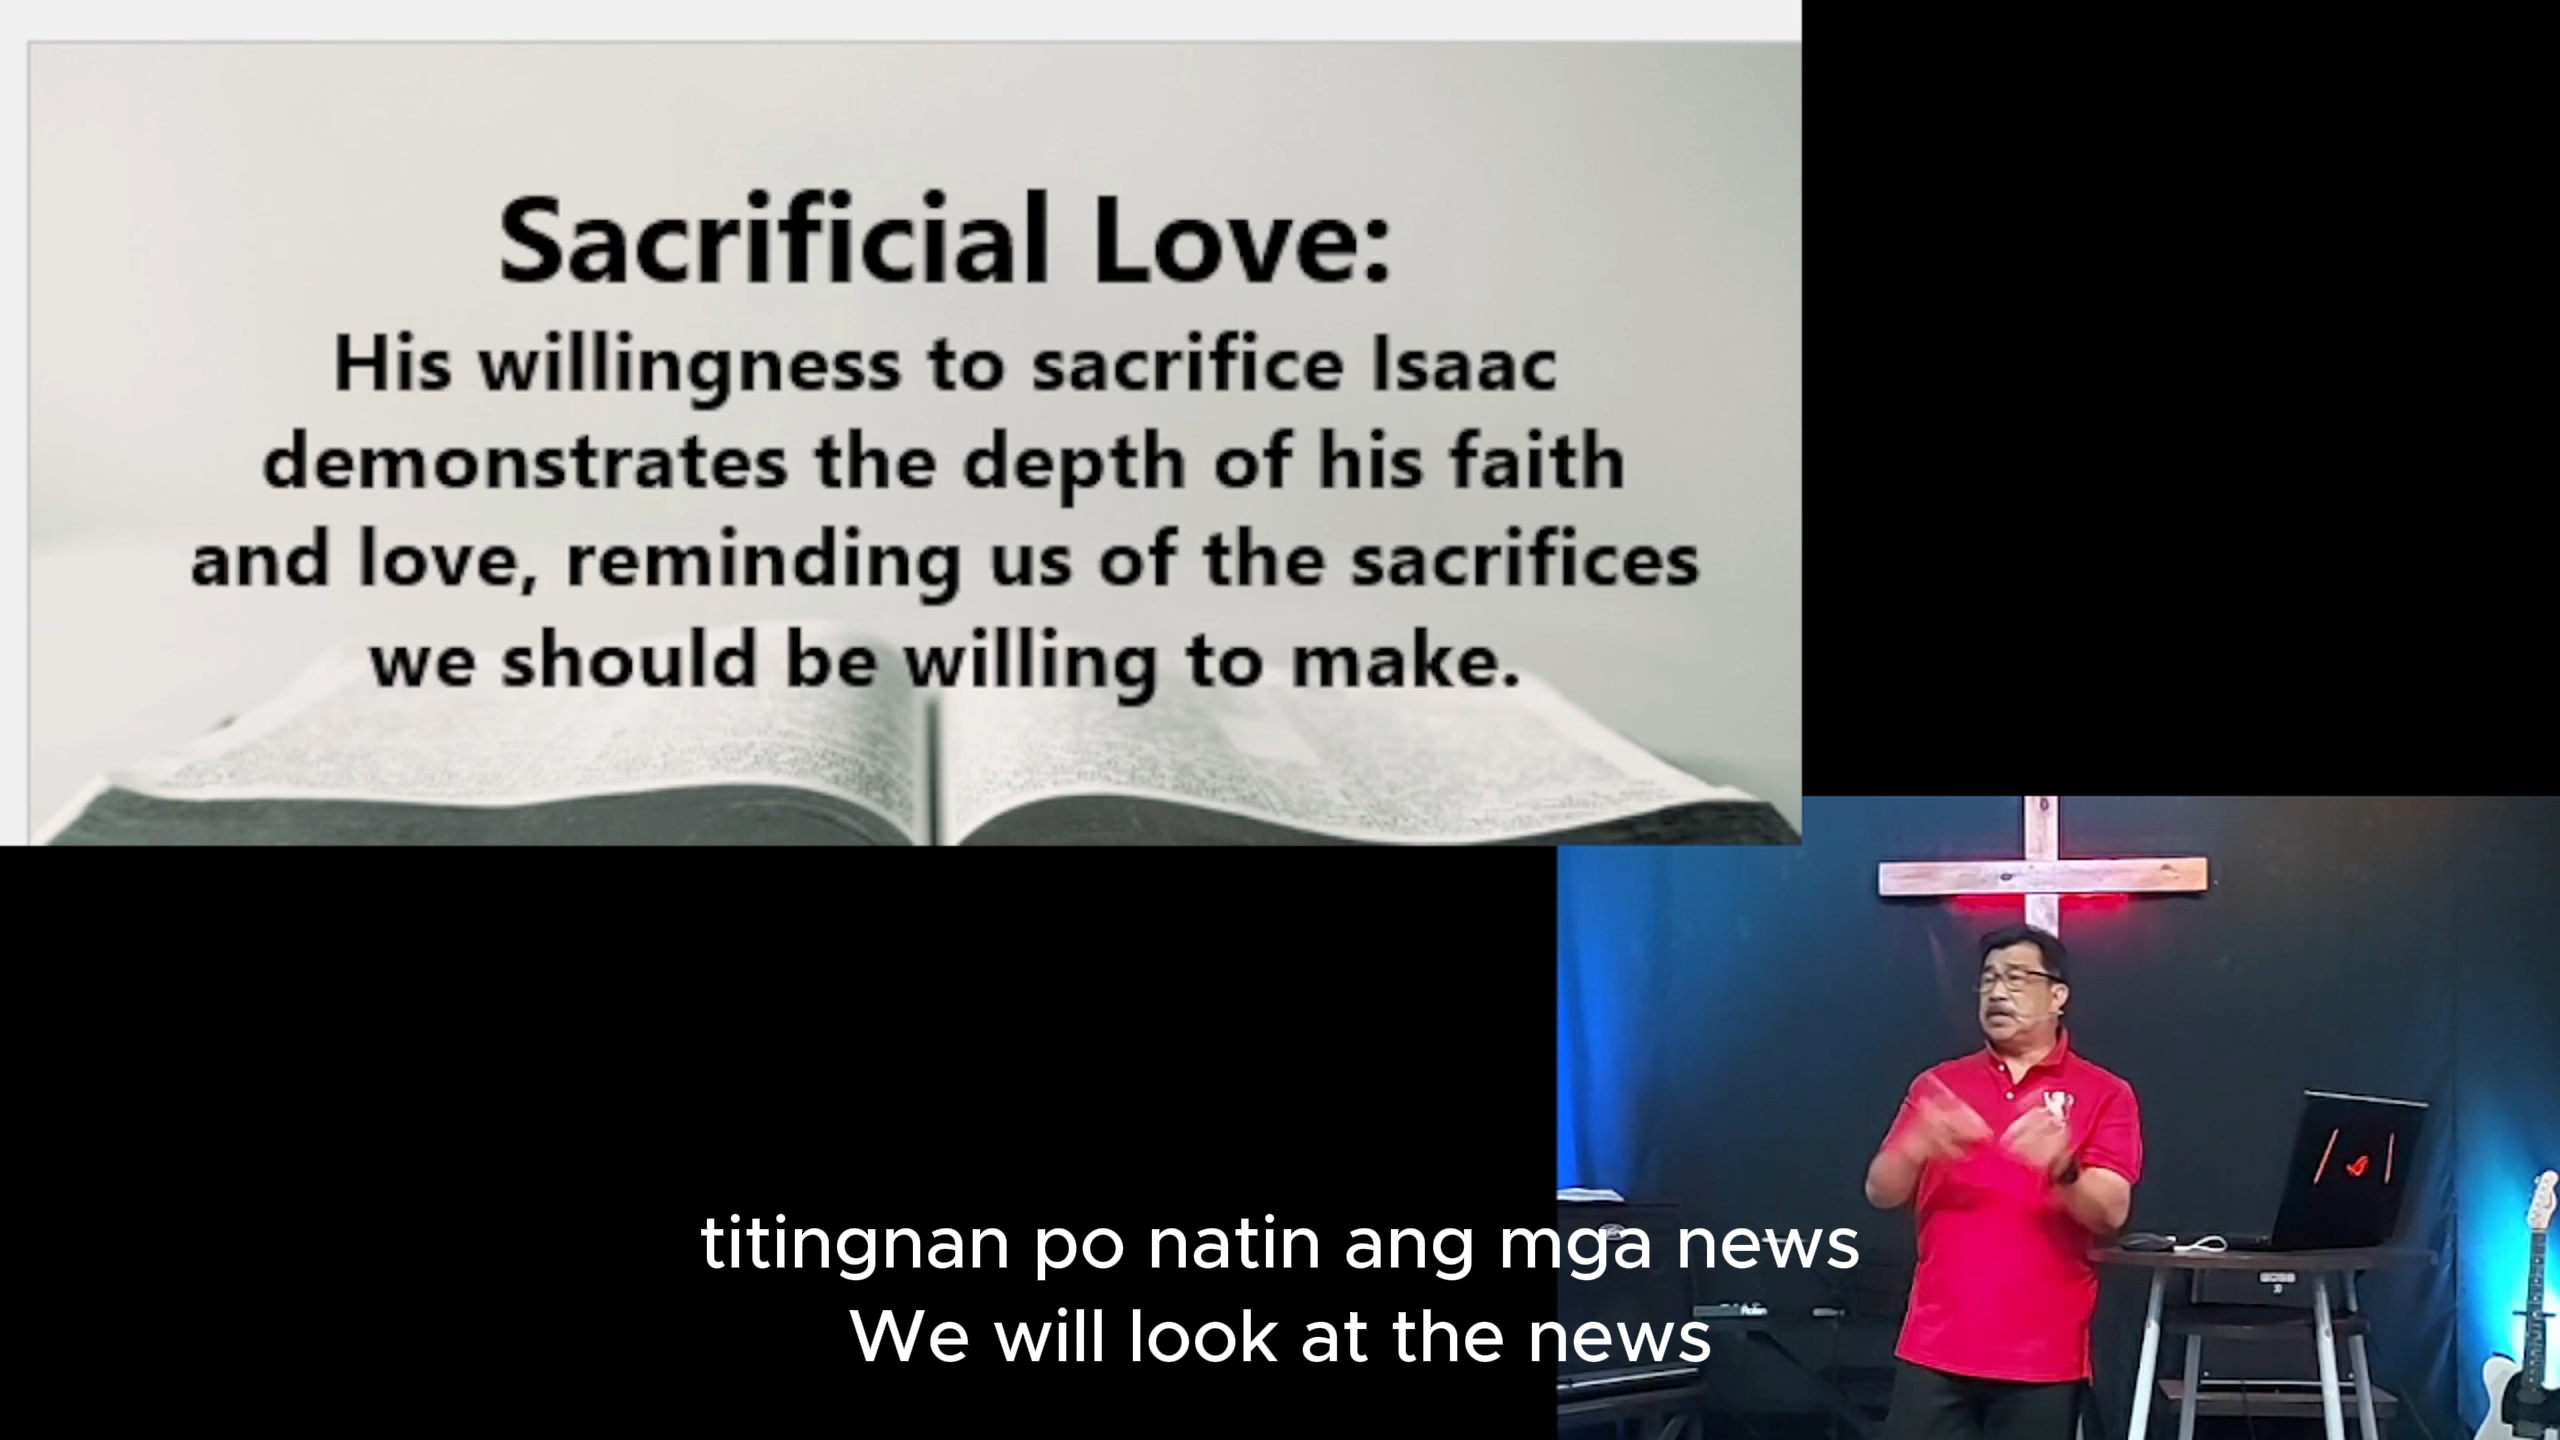 Sacrificial Love:
His willingness to sacrifice Isaac
demonstrates the depth of his faith
and love, reminding us of the sacrifices
we should be willing to make.
titingnan po natin ang mga news
We will look at the news